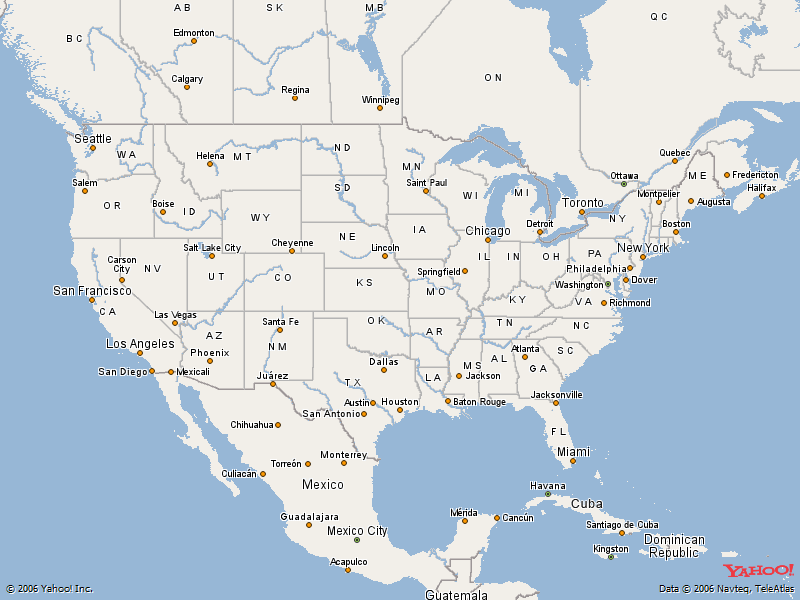 AB
SK
MB
QC
BC
Edmonton
ON
Calgary
Regina
Winnipeg
Seattle
WA
Helena
MT
ND
MN
Quebec
Ottawa
ME
Fredericton
Halifax
Salem
OR
Boise
ID
SD
Saint Paul
WI
MI
Montpelier
Augusta
Toronto
WY
NY
Boston
IA
Chicago
Detroit
NE
Lincoln
Cheyenne
Salt Lake City
Carson
City
NV
UT
CO
KS
Springfield
IL
IN
OH
PA
New York
Philadelphia
Dover
Washington
San Francisco
CA
MO
KY
VA
Richmond
Las Vegas
Santa Fe
OK
TN
NC
AZ
NM
AR
Los Angeles
Phoenix
Atlanta
SC
San Diego
Mexicali
Juárez
Dallas
TX
LA
MS
AL
GA
Jackson
Austin
Houston
Baton Rouge
Jacksonville
San Antonio
Chihuahua
FL
Miami
Monterrey
Torreón
Culiacán
Mexico
Havana
Cuba
Guadalajara
Mexico City
Mérida
Cancún
Santiago de Cuba
Kingston
Dominican
Republic
Acapulco
YAHOO!
© 2006 Yahoo! Inc.
Guatemala
Data © 2006 Navteq, TeleAtlas